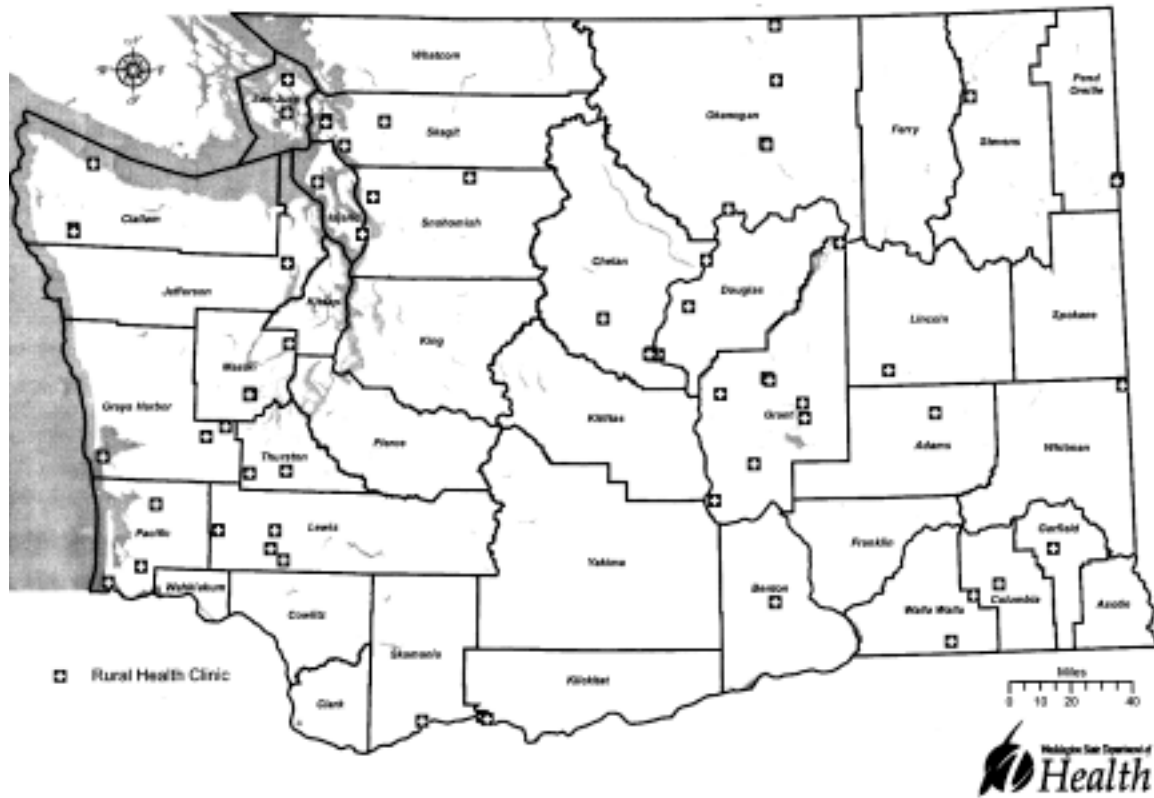 Whatcom
San Juan
Skagit
Okanogan
Ferry
Stevens
Pend
Oreille
Clallam
Island
Snohomish
Chelan
Douglas
Jefferson
Kitsap
King
Lincoln
Spokane
Mason
Grays Harbor
Kittitas
Grant
Adams
Whitman
Thurston
Pierce
Pacific
Lewis
Yakima
Franklin
Garfield
Wahkiakum
Cowlitz
Benton
Walla Walla
Columbia
Asotin
Skamania
Rural Health Clinic
Klickitat
Clark
Miles
0 10 20 40
Washington State Department of
Health